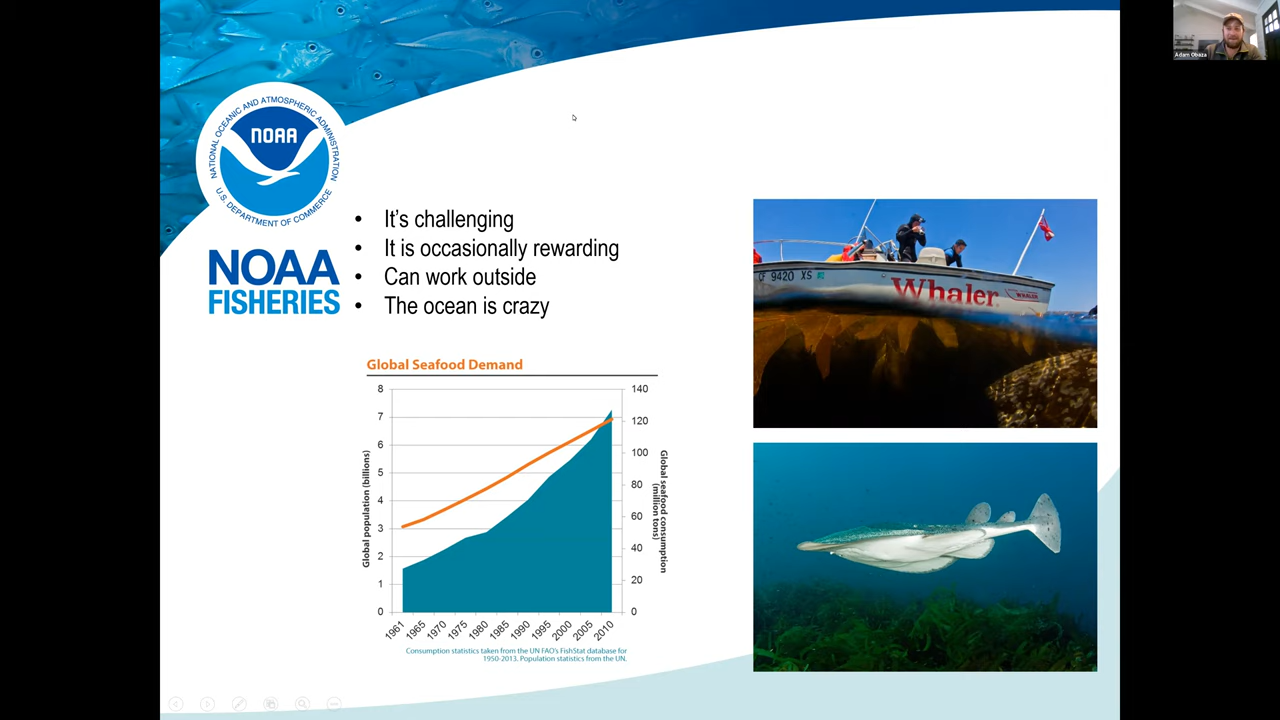 Adam Obaza
NATIONAL OCEANIC AND ATMOSPHERIC ADMINISTRATION
NOAA
U.S. DEPARTMENT OF COMMERCE
NOAA
FISHERIES
• It's challenging
• It is occasionally rewarding
• Can work outside
• The ocean is crazy
CF 9420 XS
Whaler
WHALER
Global Seafood Demand
8
7
6
5
4
3
2
1
0
Global population (billions)
140
120
100
80
60
40
20
0
Global seafood consumption
(million tons)
1961
1965
1970
1975
1980
1985
1990
1995
2000
2005
2010
Consumption statistics taken from the UN FAO's FishStat database for
1950-2013. Population statistics from the UN.